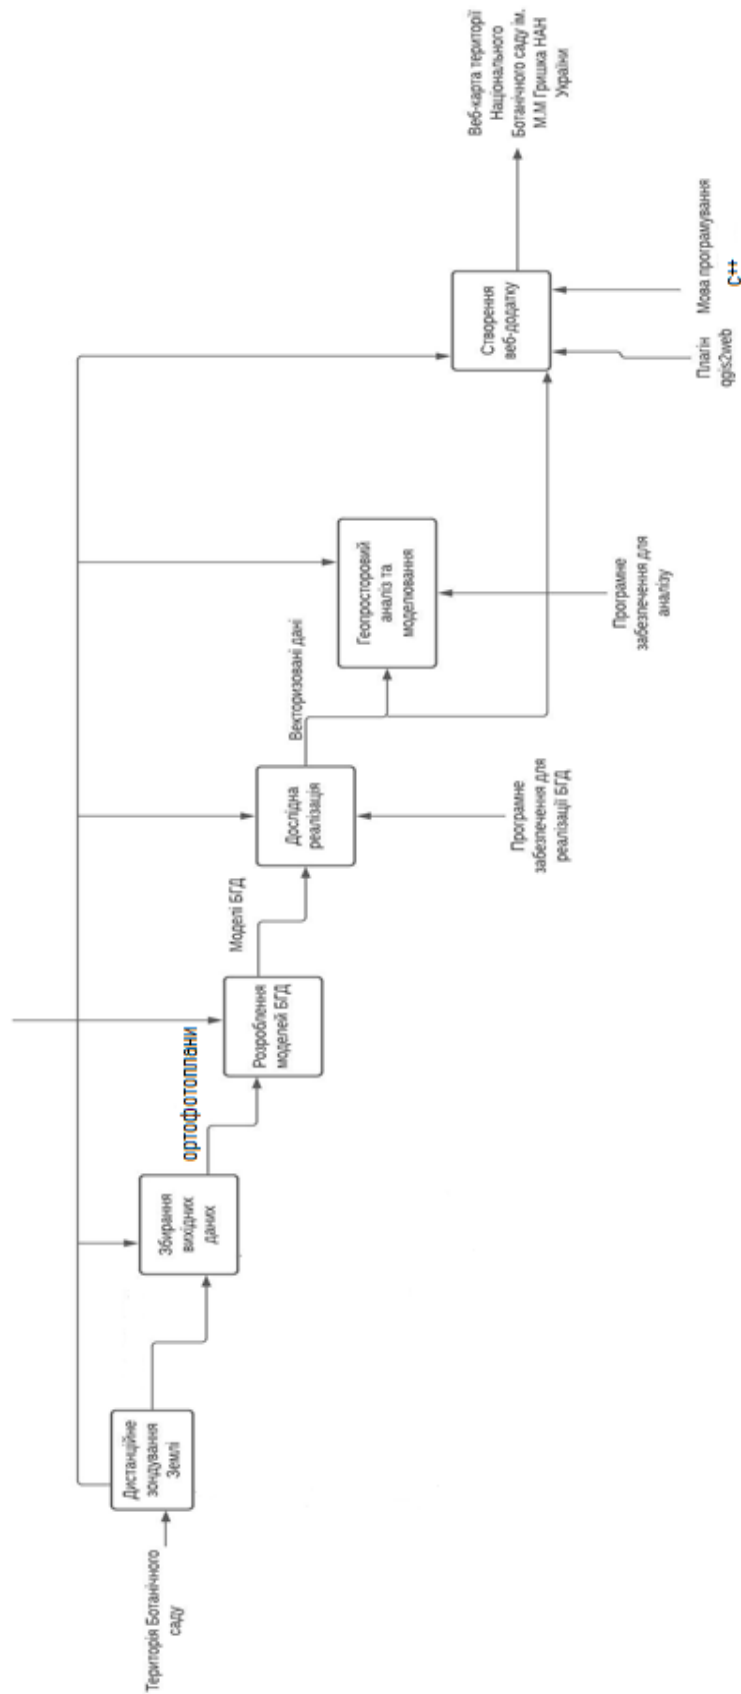 Територія Ботанічного
саду
Дистанційне
зондування
Землі
Збирання
вихідних
даних
ортофотоплани
Розроблення
моделей БГД
Моделі БГД
Дослідна
реалізація
Програмне
забезпечення для
реалізації БГД
Векторизовані дані
Геопросторовий
аналіз та
моделювання
Програмне
забезпечення для
аналізу
Створення
веб-додатку
Плагін
qgis2web
Мова програмування
C++
Веб-карта території
Національного
Ботанічного саду ім.
М.М Гришка НАН
України